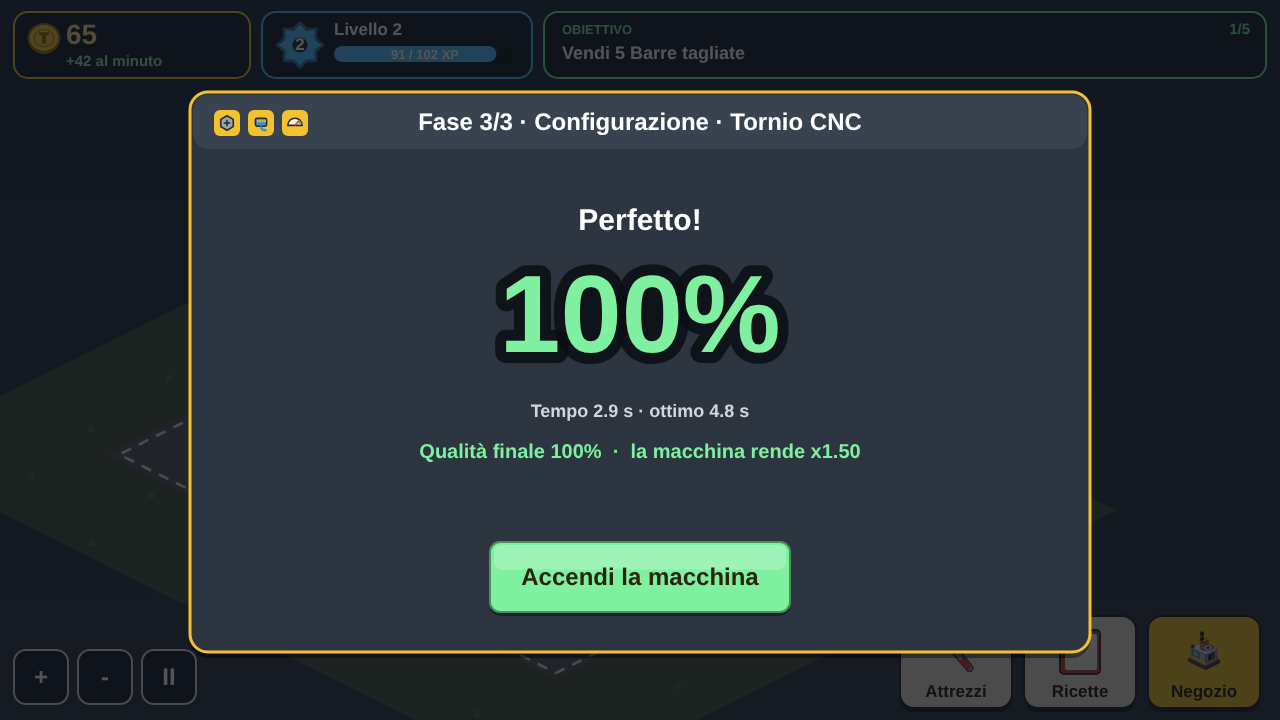 65
+42 al minuto
2
Livello 2
91 / 102 XP
OBIETTIVO
1/5
Vendi 5 Barre tagliate
Fase 3/3 · Configurazione · Tornio CNC
Perfetto!
100%
Tempo 2.9 s · ottimo 4.8 s
Qualità finale 100% · la macchina rende x1.50
Accendi la macchina
+
-
II
Attrezzi
Ricette
Negozio